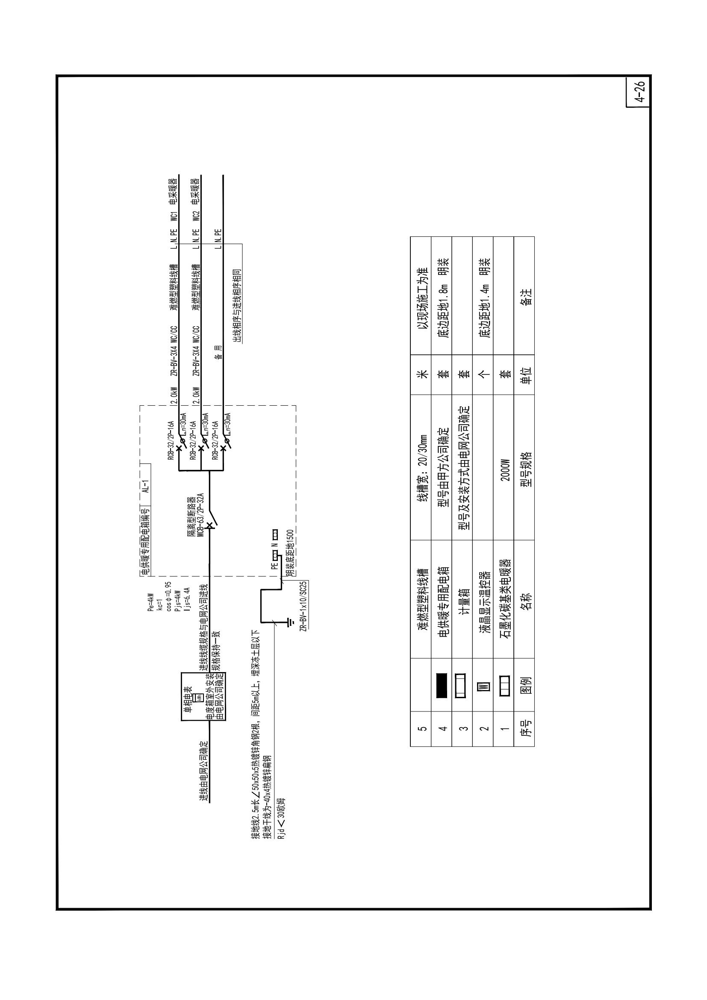 电供暖专用配电箱编号 AL-1
Pe=4kW
kc=1
cosφ=0.95
Pjs=4kW
Ijs=6.4A
RCB-32/2P-16A
I△n=30mA
2.0kW ZR-BV-3X4 WC/CC 难燃型塑料线槽 L N.PE WC1 电采暖器
RCB-32/2P-16A
I△n=30mA
2.0kW ZR-BV-3X4 WC/CC 难燃型塑料线槽 L N.PE WC2 电采暖器
RCB-32/2P-16A
I△n=30mA
备 用 L N.PE
出线相序与进线相序相同
隔离型断路器
MCB-63/2P-32A
进线由电网公司确定
单相电表
kWh
电度箱室外安装
由电网公司确定
进线线缆规格与电网公司进线
规格保持一致
PE N
明装底距地1500
ZR-BV-1x10/SC25
接地线2.5m长∠50x50x5热镀锌角钢2根，间距5m以上，埋深冻土层以下
接地干线为-40x4热镀锌扁钢
Rjd＜30欧姆
5 难燃型塑料线槽 线槽宽：20/30mm 米 以现场施工为准
4 电供暖专用配电箱 型号由甲方公司确定 套 底边距地1.8m 明装
3 计量箱 型号及安装方式由电网公司确定 套
2 W 液晶显示温控器 个 底边距地1.4m 明装
1 石墨化碳基类电暖器 2000W 套
序号 图例 名称 型号规格 单位 备注
4-26